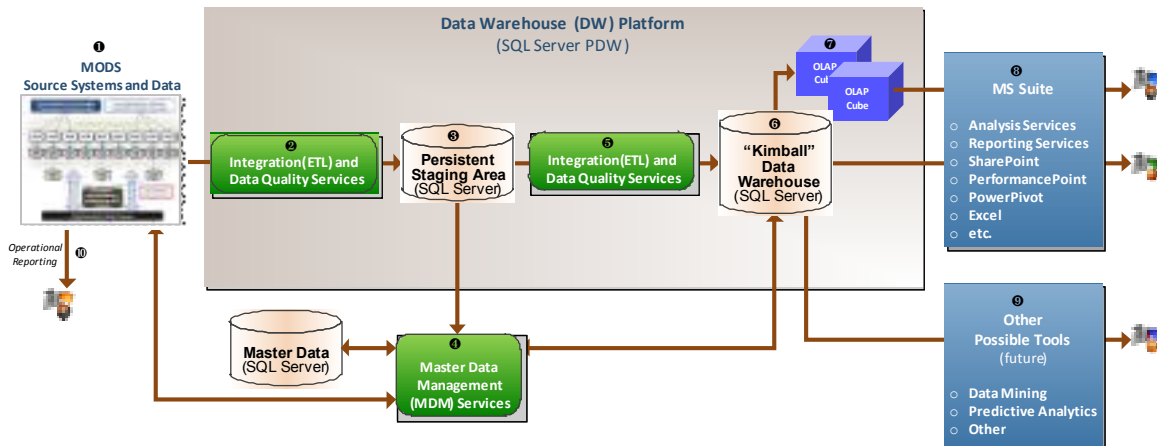 Data Warehouse (DW) Platform
(SQL Server PDW)
❶
MODS
Source Systems and Data
❷
Integration(ETL) and
Data Quality Services
❸
Persistent
Staging Area
(SQL Server)
❺
Integration(ETL) and
Data Quality Services
❻
"Kimball"
Data
Warehouse
(SQL Server)
❼
OLAP
Cube
OLAP
Cube
❽
MS Suite
○ Analysis Services
○ Reporting Services
○ SharePoint
○ PerformancePoint
○ PowerPivot
○ Excel
○ etc.
Operational
Reporting
❿
Master Data
(SQL Server)
❹
Master Data
Management
(MDM) Services
❾
Other
Possible Tools
(future)
○ Data Mining
○ Predictive Analytics
○ Other